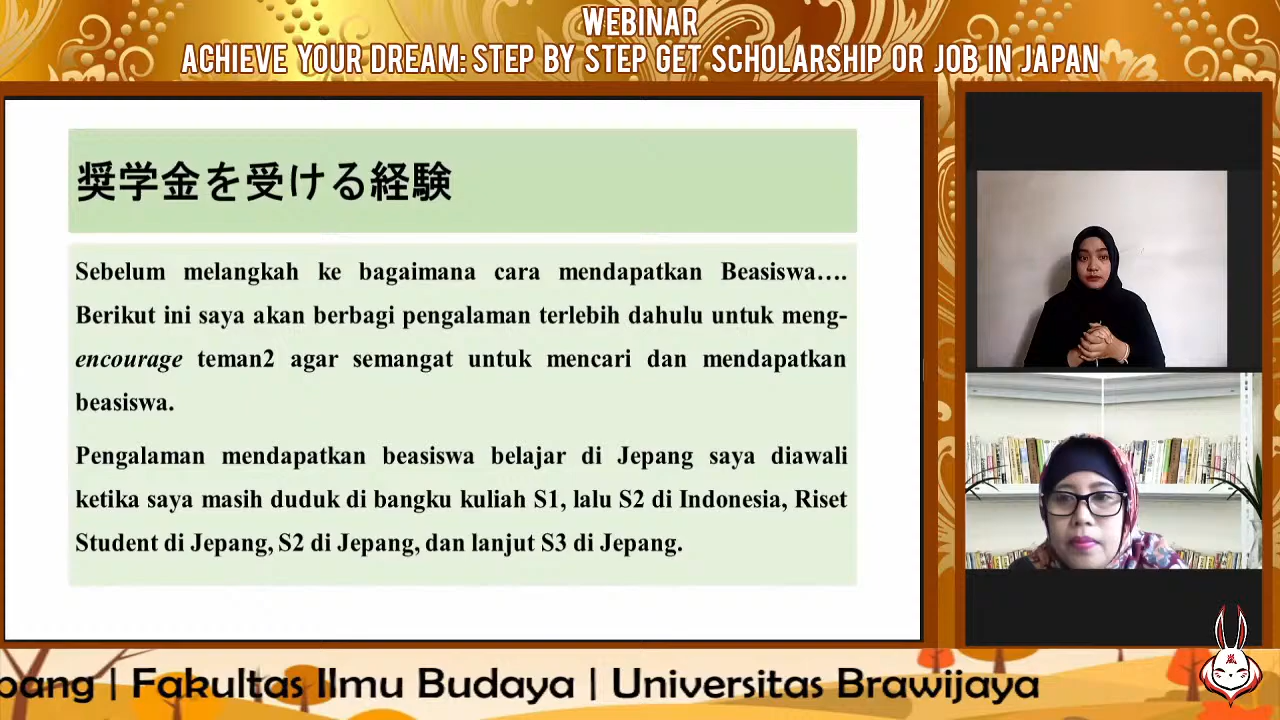 WEBINAR
ACHIEVE YOUR DREAM: STEP BY STEP GET SCHOLARSHIP OR JOB IN JAPAN
奨学金を受ける経験
Sebelum melangkah ke bagaimana cara mendapatkan Beasiswa….
Berikut ini saya akan berbagi pengalaman terlebih dahulu untuk meng-
encourage teman2 agar semangat untuk mencari dan mendapatkan
beasiswa.
Pengalaman mendapatkan beasiswa belajar di Jepang saya diawali
ketika saya masih duduk di bangku kuliah S1, lalu S2 di Indonesia, Riset
Student di Jepang, S2 di Jepang, dan lanjut S3 di Jepang.
pang | Fakultas Ilmu Budaya | Universitas Brawijaya